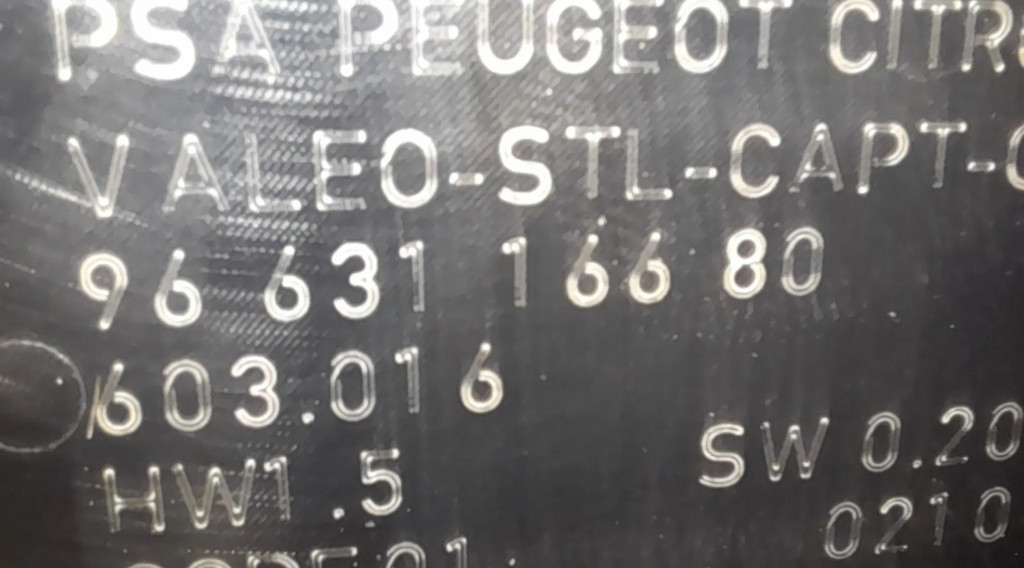 PSA PEUGEOT CITR
VALEO-STL-CAPT-
96 631 166 80
603.016
HW1.5
SW 0.20
0210